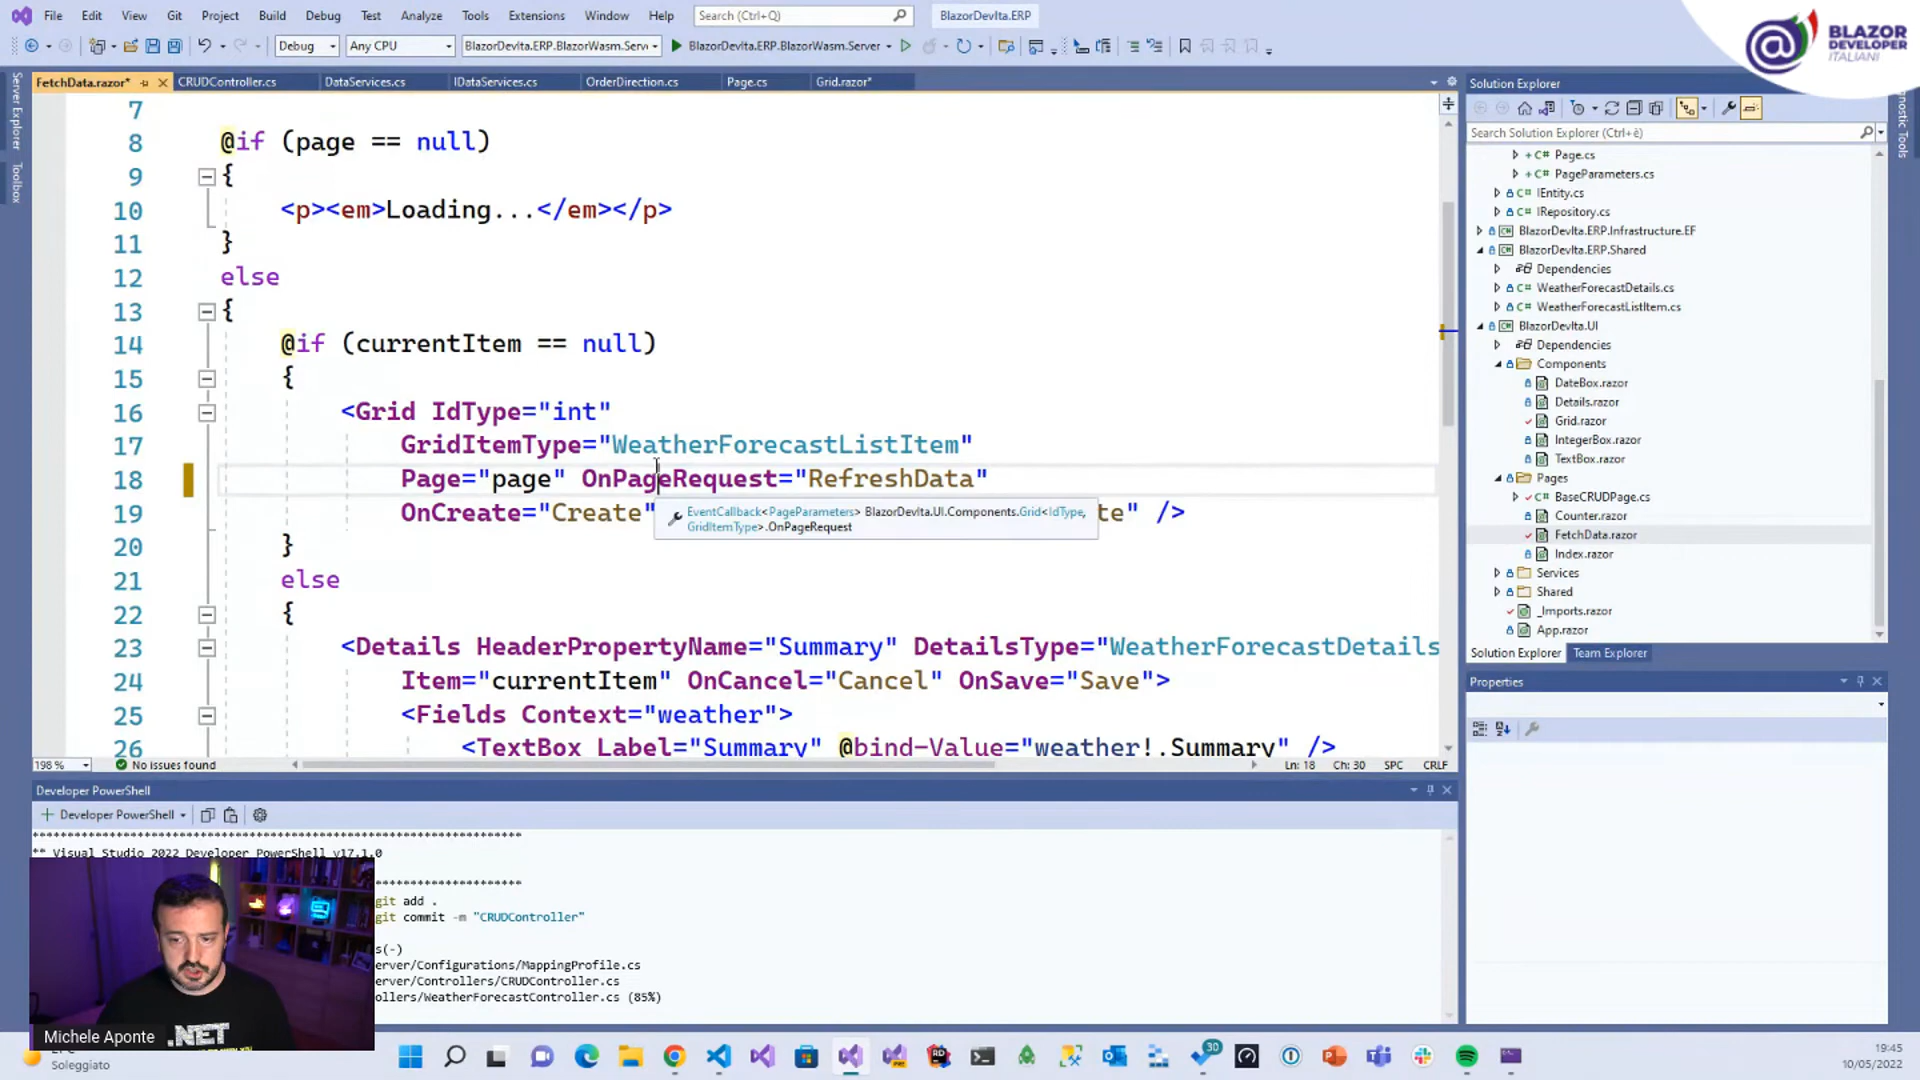 File Edit View Git Project Build Debug Test Analyze Tools Extensions Window Help Search (Ctrl+Q) BlazorDevIta.ERP
Debug Any CPU BlazorDevIta.ERP.BlazorWasm.Serv BlazorDevIta.ERP.BlazorWasm.Server
BLAZOR
DEVELOPER
ITALIANI
FetchData.razor* CRUDController.cs DataServices.cs IDataServices.cs OrderDirection.cs Page.cs Grid.razor*
Server Explorer
Toolbox
7
8 @if (page == null)
9 {
10 <p><em>Loading...</em></p>
11 }
12 else
13 {
14 @if (currentItem == null)
15 {
16 <Grid IdType="int"
17 GridItemType="WeatherForecastListItem"
18 Page="page" OnPageRequest="RefreshData"
19 OnCreate="Create" te" />
EventCallback<PageParameters> BlazorDevIta.UI.Components.Grid<IdType,
GridItemType>.OnPageRequest
20 }
21 else
22 {
23 <Details HeaderPropertyName="Summary" DetailsType="WeatherForecastDetails
24 Item="currentItem" OnCancel="Cancel" OnSave="Save">
25 <Fields Context="weather">
26 <TextBox Label="Summary" @bind-Value="weather!.Summary" />
198 % No issues found Ln: 18 Ch: 30 SPC CRLF
Solution Explorer
Search Solution Explorer (Ctrl+è)
Page.cs
PageParameters.cs
IEntity.cs
IRepository.cs
BlazorDevIta.ERP.Infrastructure.EF
BlazorDevIta.ERP.Shared
Dependencies
WeatherForecastDetails.cs
WeatherForecastListItem.cs
BlazorDevIta.UI
Dependencies
Components
DateBox.razor
Details.razor
Grid.razor
IntegerBox.razor
TextBox.razor
Pages
BaseCRUDPage.cs
Counter.razor
FetchData.razor
Index.razor
Services
Shared
_Imports.razor
App.razor
Solution Explorer Team Explorer
Properties
nostic Tools
Developer PowerShell
Developer PowerShell
**********************************************************************
** Visual Studio 2022 Developer PowerShell v17.1.0
git add .
git commit -m "CRUDController"
s(-)
erver/Configurations/MappingProfile.cs
erver/Controllers/CRUDController.cs
ollers/WeatherForecastController.cs (85%)
.NET
Michele Aponte
Soleggiato
30
19:45
10/05/2022